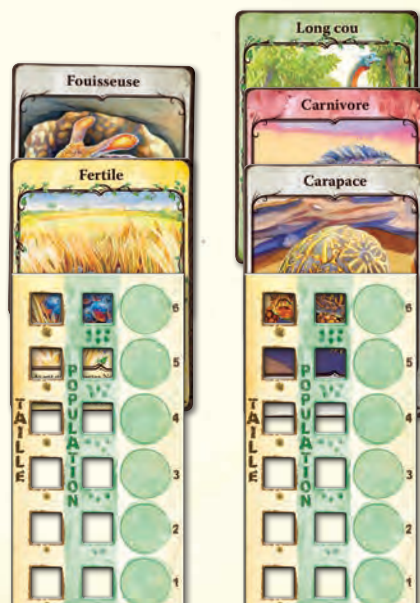 Long cou
Fouisseuse
Carnivore
Fertile
Carapace
TAILLE
POPULATION
6
5
4
3
2
1
TAILLE
POPULATION
6
5
4
3
2
1